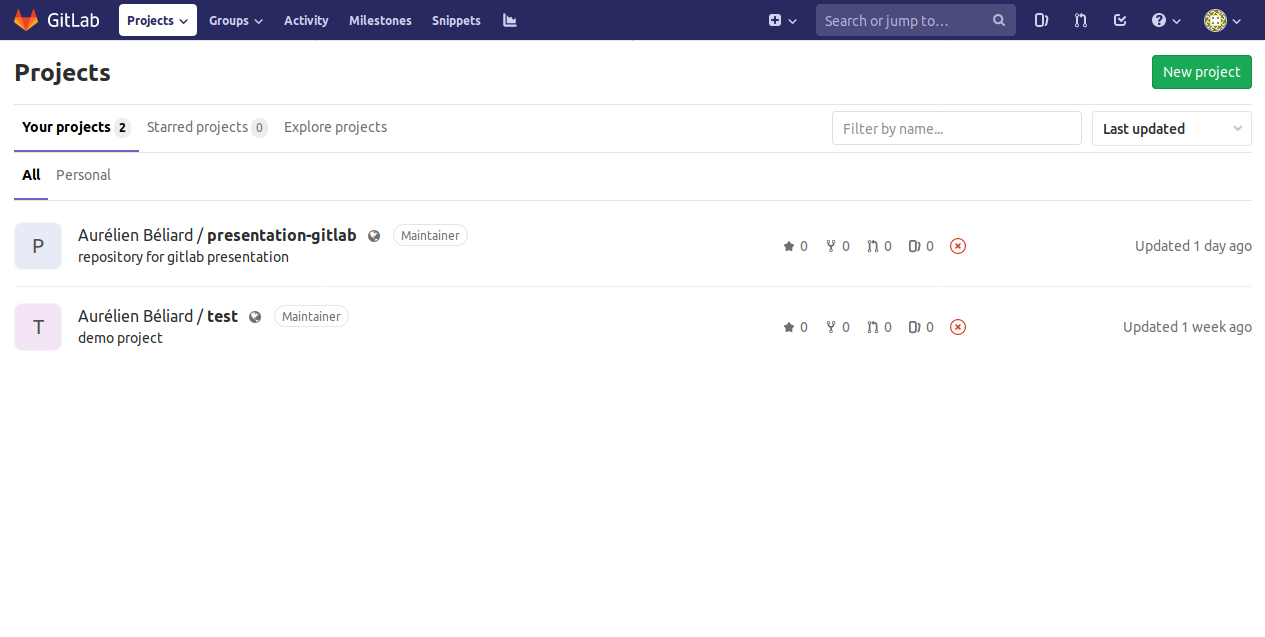 GitLab Projects Groups Activity Milestones Snippets Search or jump to…
Projects
New project
Your projects 2 Starred projects 0 Explore projects
Filter by name...
Last updated
All Personal
P
Aurélien Béliard / presentation-gitlab Maintainer
repository for gitlab presentation
0 0 0 0
Updated 1 day ago
T
Aurélien Béliard / test Maintainer
demo project
0 0 0 0
Updated 1 week ago